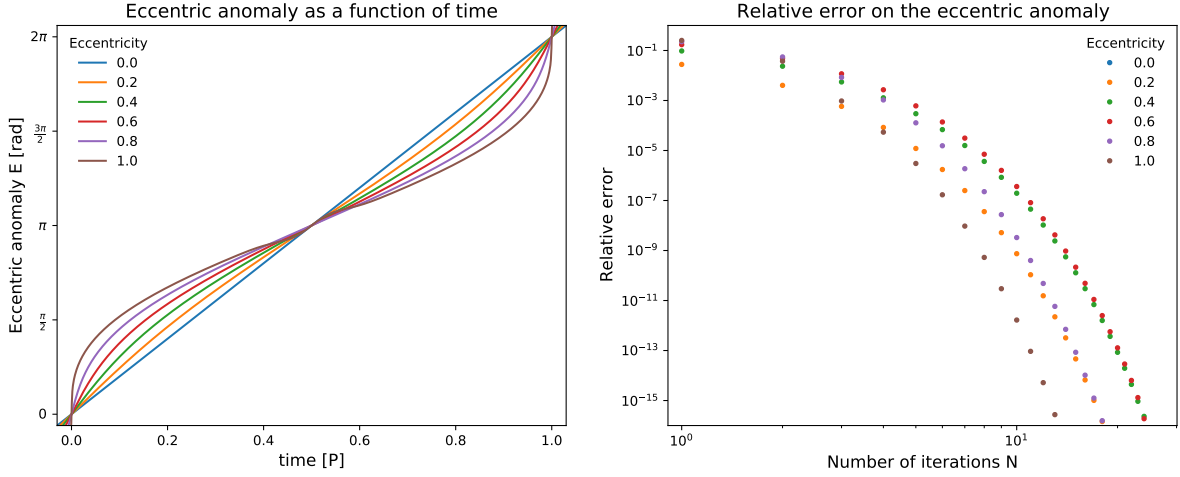 Eccentric anomaly as a function of time
Eccentric anomaly E [rad]
2π
3π/2
π
π/2
0
Eccentricity
0.0
0.2
0.4
0.6
0.8
1.0
0.0 0.2 0.4 0.6 0.8 1.0
time [P]
Relative error on the eccentric anomaly
Relative error
10⁻¹
10⁻³
10⁻⁵
10⁻⁷
10⁻⁹
10⁻¹¹
10⁻¹³
10⁻¹⁵
Eccentricity
0.0
0.2
0.4
0.6
0.8
1.0
10⁰ 10¹
Number of iterations N